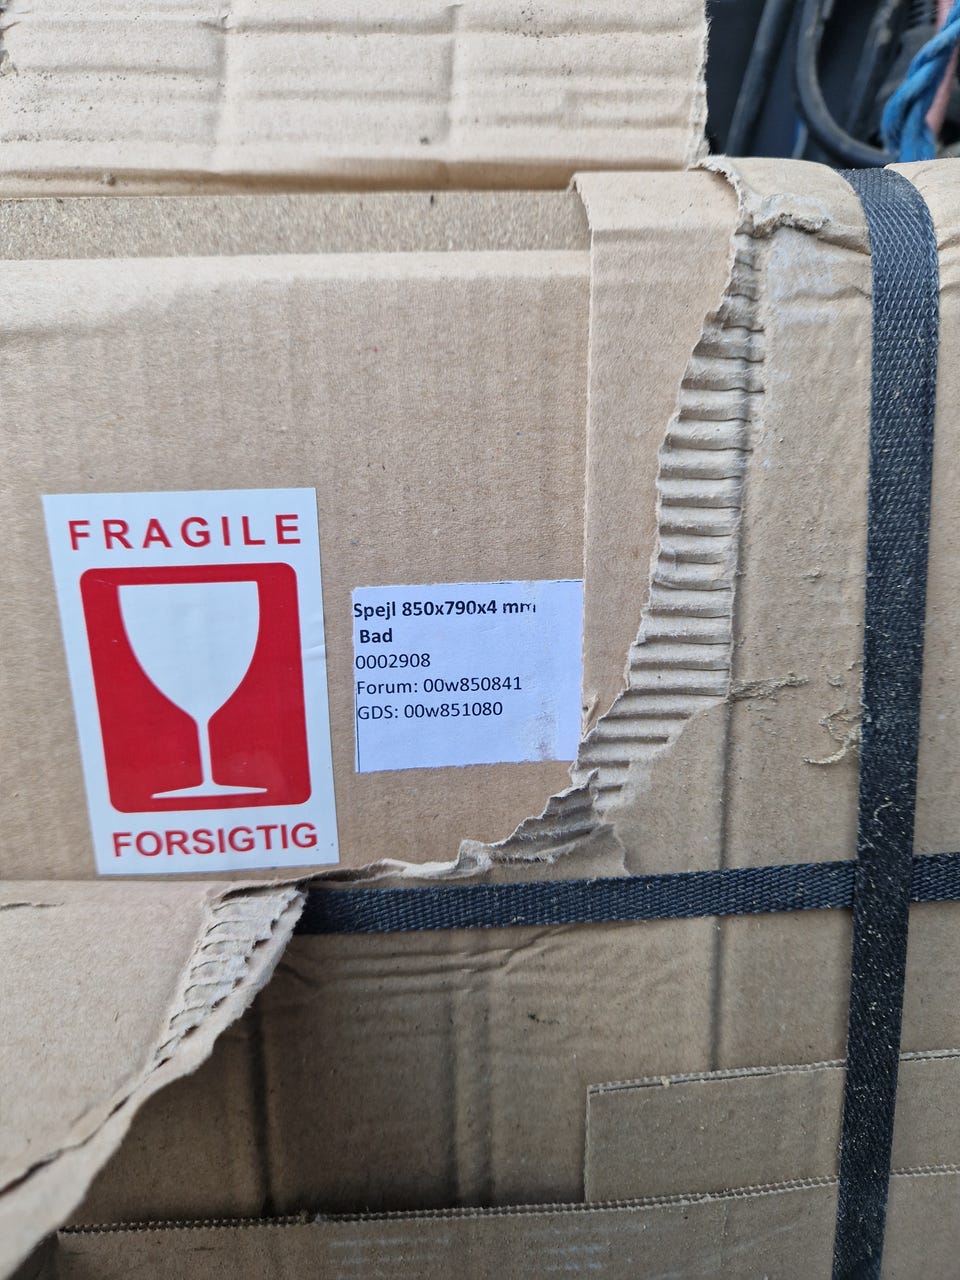 FRAGILE
FORSIGTIG
Spejl 850x790x4 mm
Bad
0002908
Forum: 00w850841
GDS: 00w851080